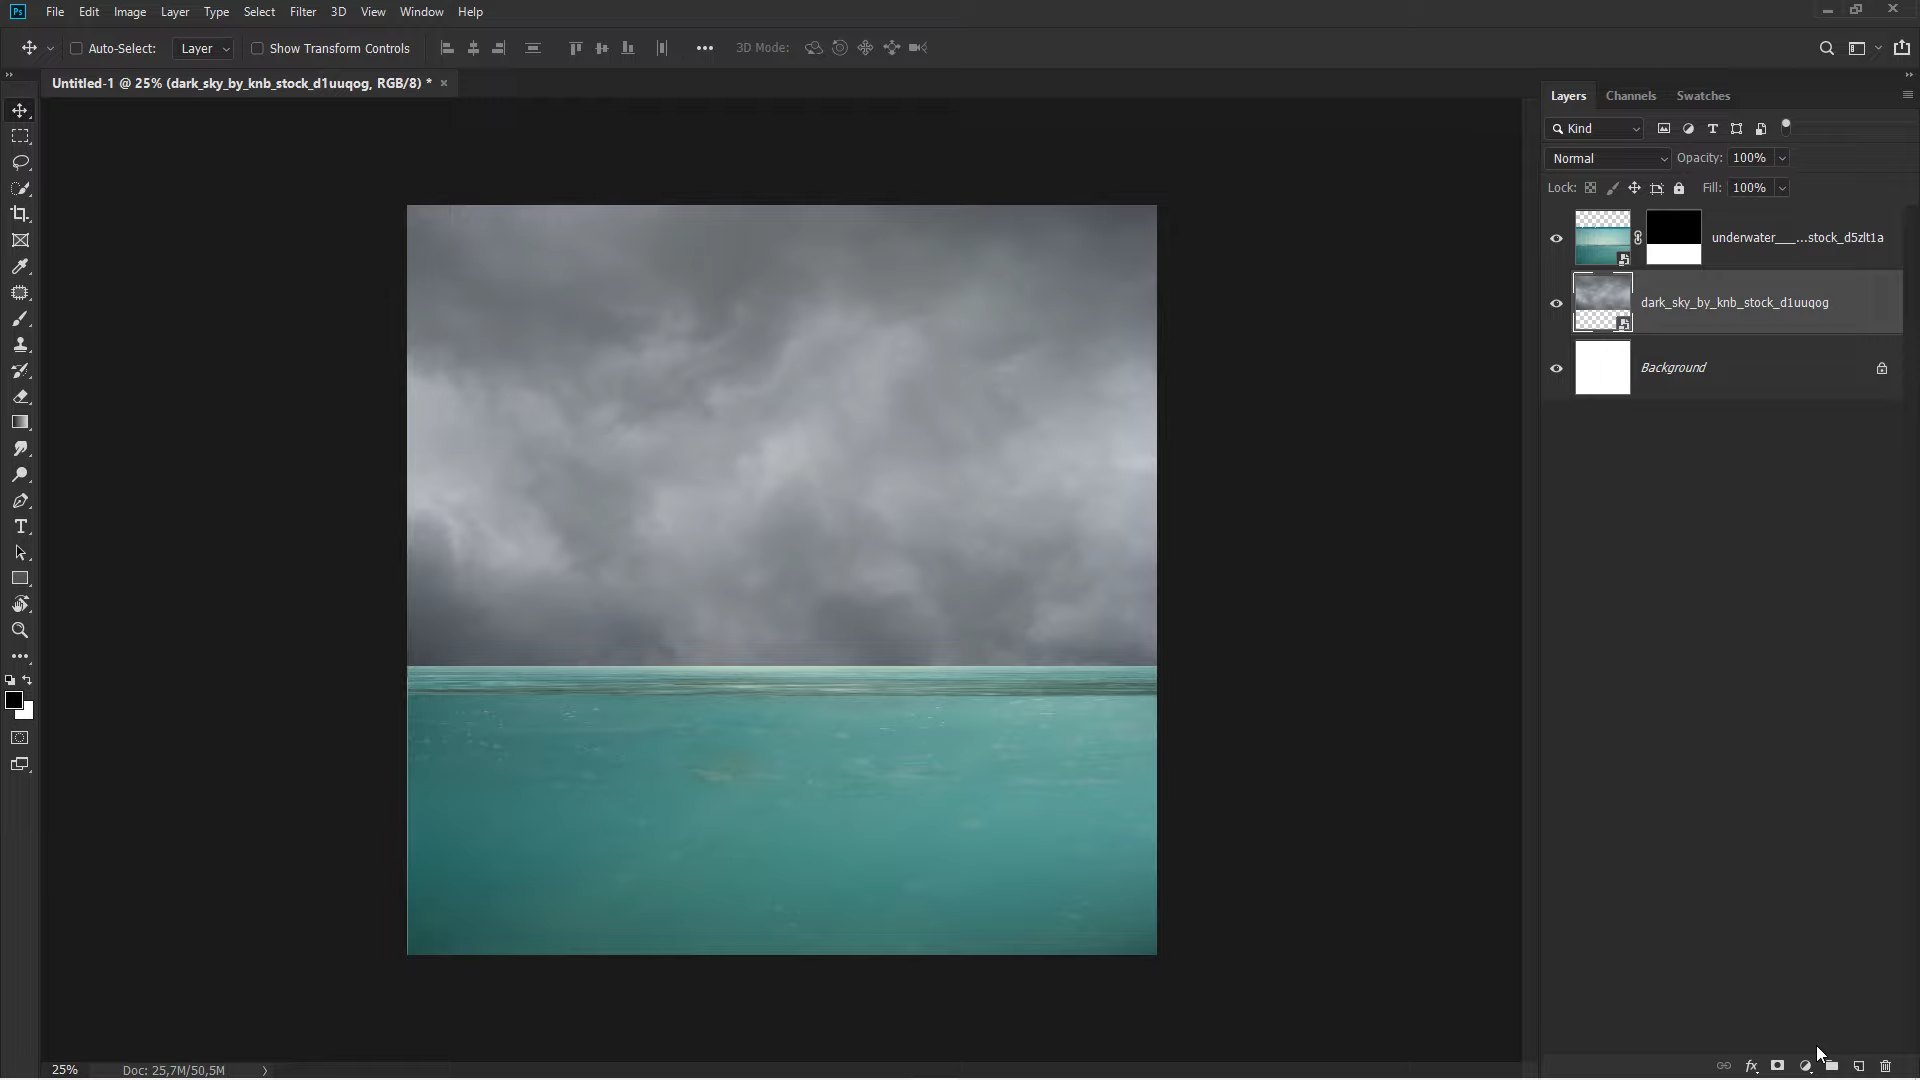 Ps File Edit Image Layer Type Select Filter 3D View Window Help
Auto-Select: Layer Show Transform Controls 3D Mode:
Untitled-1 @ 25% (dark_sky_by_knb_stock_d1uuqog, RGB/8) *
Layers Channels Swatches
Kind
Normal Opacity: 100%
Lock: Fill: 100%
underwater___...stock_d5zlt1a
dark_sky_by_knb_stock_d1uuqog
Background
25% Doc: 25,7M/50,5M